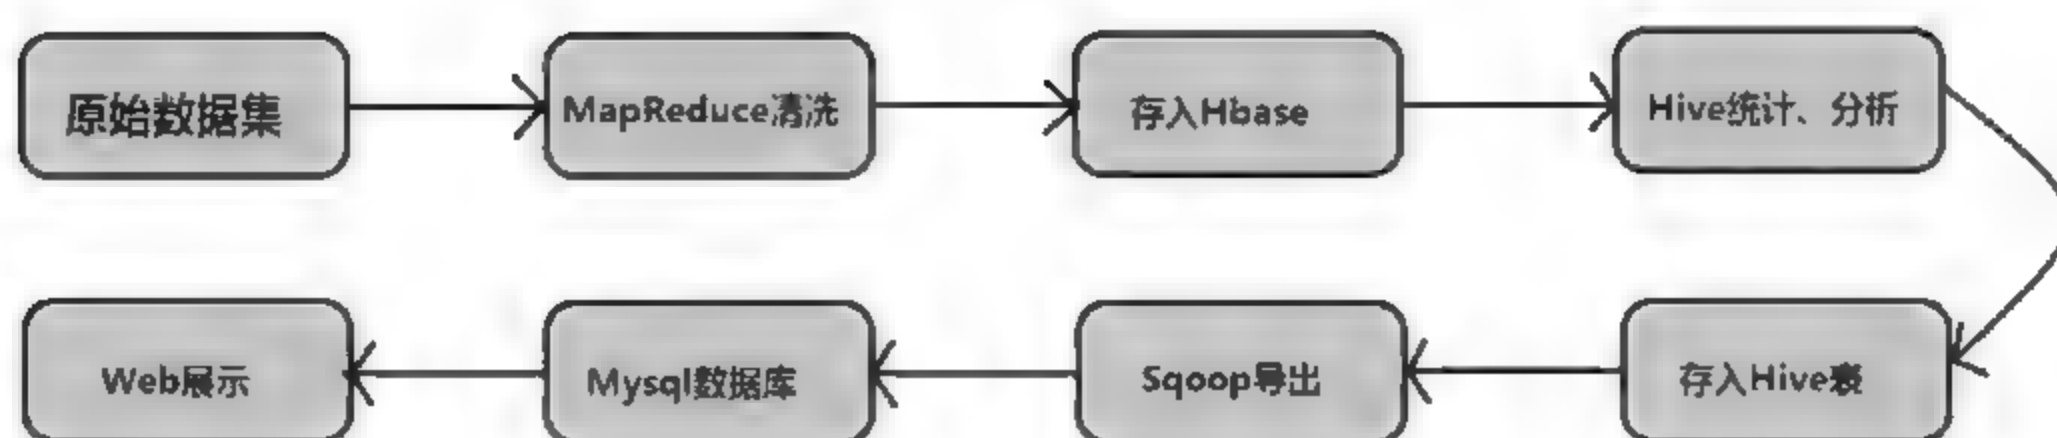 原始数据集
MapReduce清洗
存入Hbase
Hive统计、分析
存入Hive表
Sqoop导出
Mysql数据库
Web展示